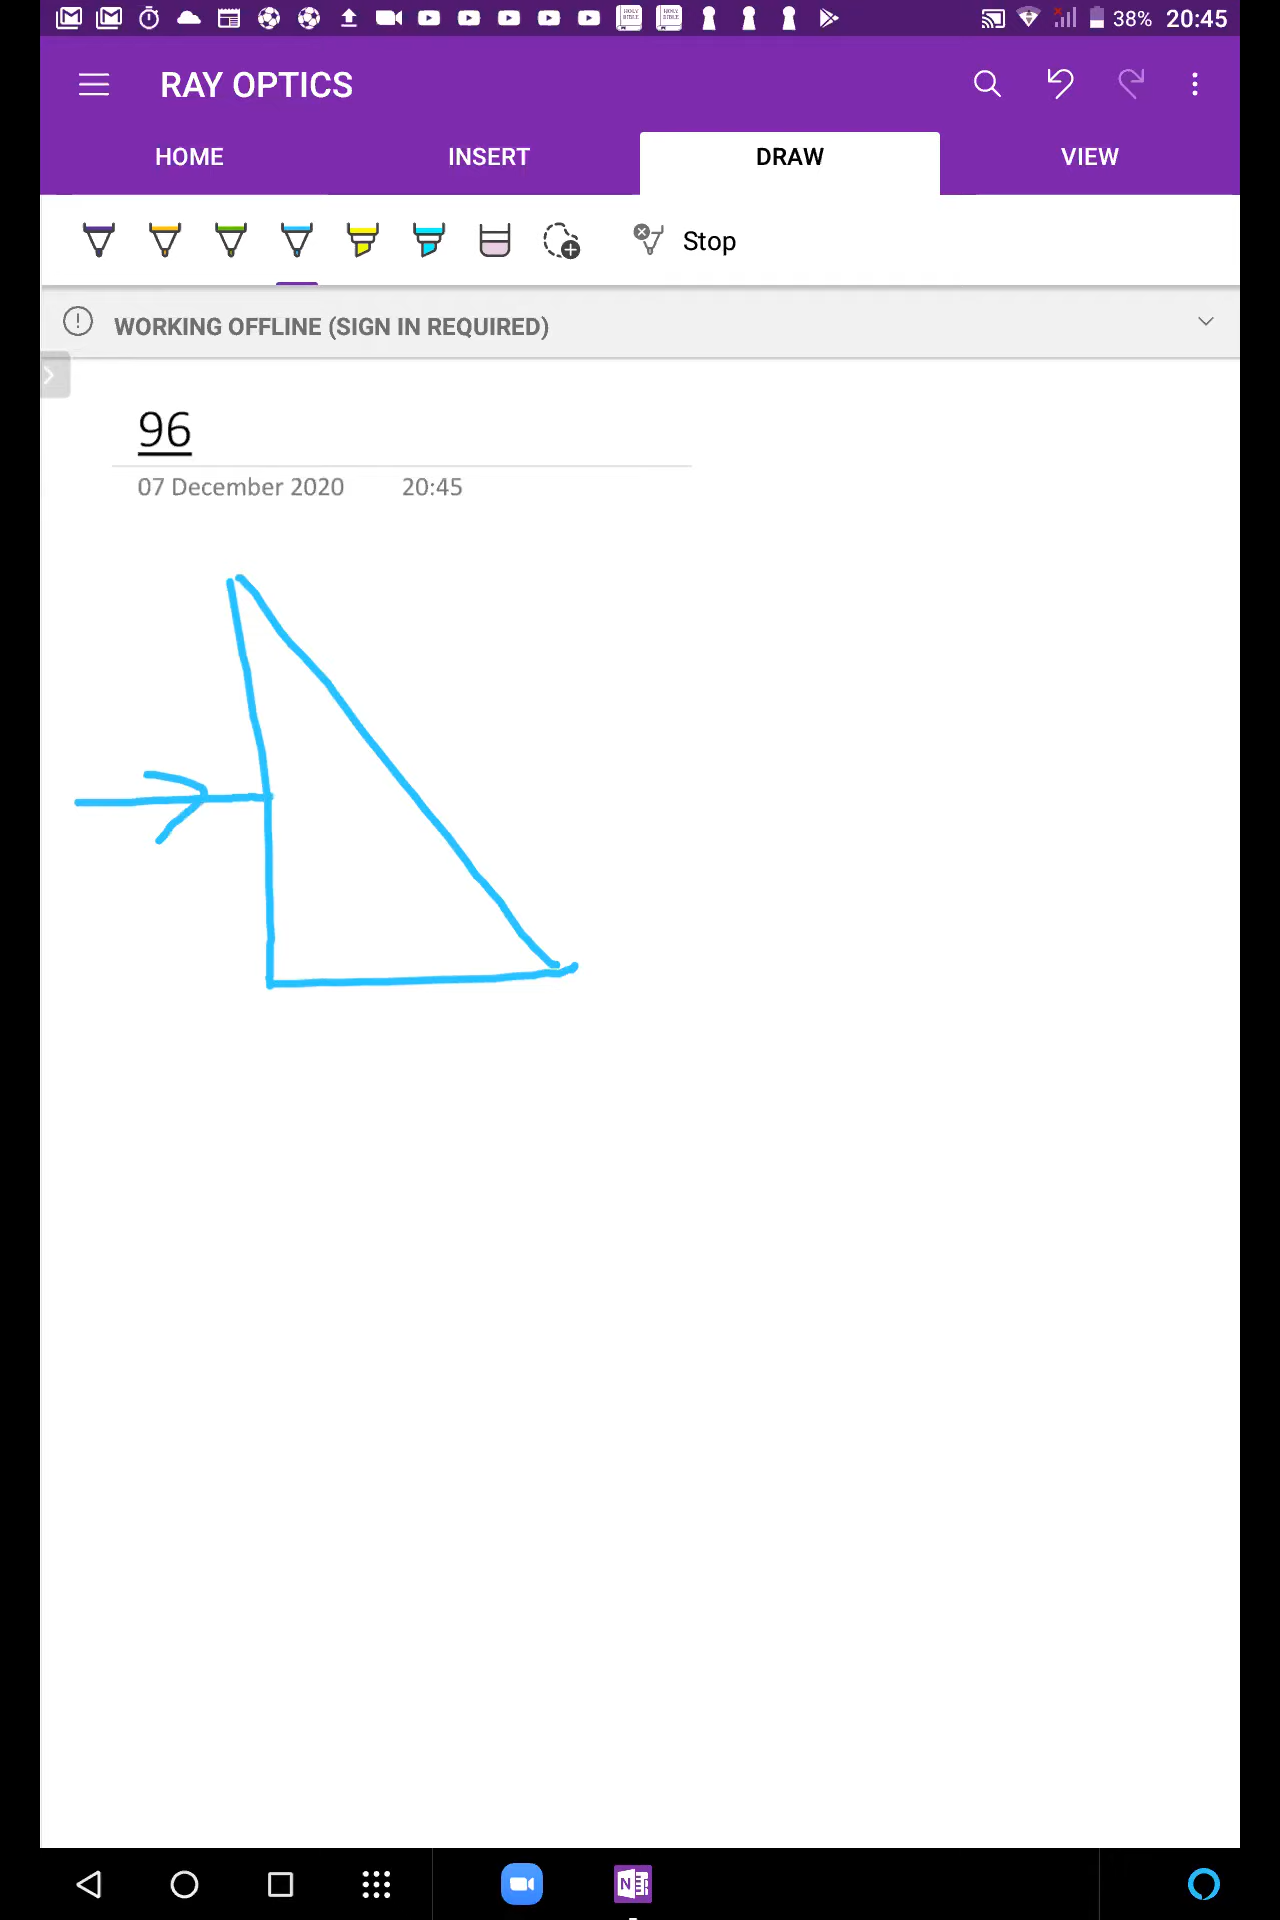 38% 20:45
RAY OPTICS
HOME INSERT DRAW VIEW
Stop
WORKING OFFLINE (SIGN IN REQUIRED)
96
07 December 2020 20:45